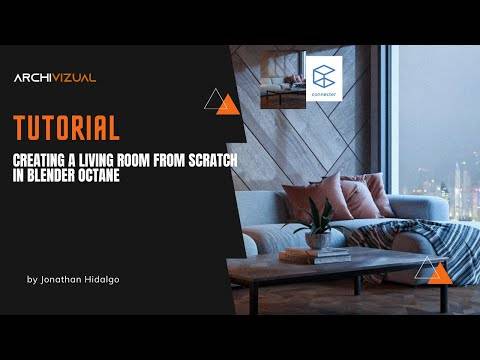 ARCHIVIZUAL
TUTORIAL
CREATING A LIVING ROOM FROM SCRATCH
IN BLENDER OCTANE
by Jonathan Hidalgo
connecter